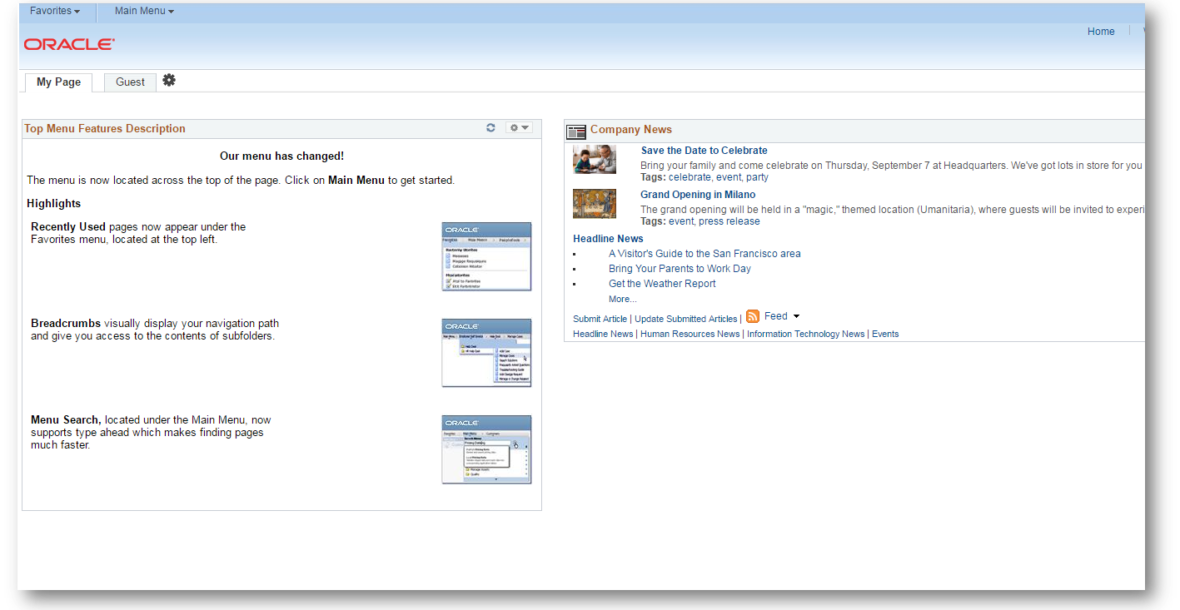 Favorites Main Menu
Home
ORACLE
My Page Guest
Top Menu Features Description
Our menu has changed!
The menu is now located across the top of the page. Click on Main Menu to get started.
Highlights
Recently Used pages now appear under the
Favorites menu, located at the top left.
ORACLE
Breadcrumbs visually display your navigation path
and give you access to the contents of subfolders.
ORACLE
Menu Search, located under the Main Menu, now
supports type ahead which makes finding pages
much faster.
ORACLE
Company News
Save the Date to Celebrate
Bring your family and come celebrate on Thursday, September 7 at Headquarters. We've got lots in store for you
Tags: celebrate, event, party
Grand Opening in Milano
The grand opening will be held in a "magic," themed location (Umanitaria), where guests will be invited to experi
Tags: event, press release
Headline News
A Visitor's Guide to the San Francisco area
Bring Your Parents to Work Day
Get the Weather Report
More...
Submit Article | Update Submitted Articles | Feed
Headline News | Human Resources News | Information Technology News | Events